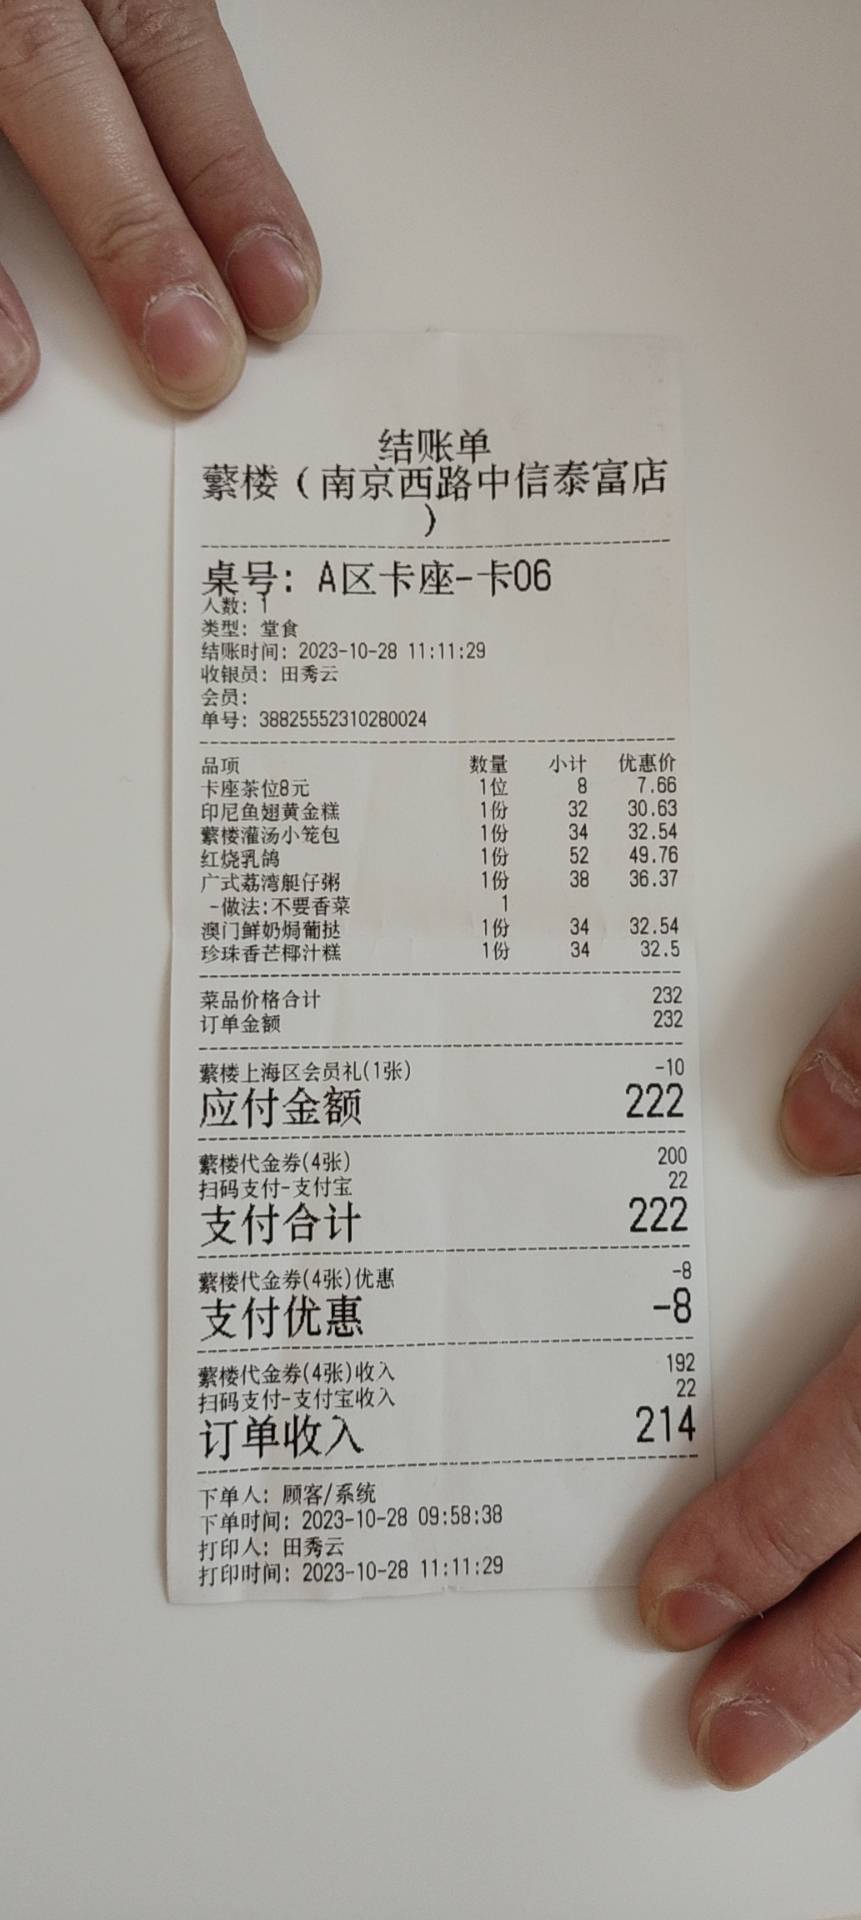 结账单
蘩楼（南京西路中信泰富店
）
桌号: A区卡座-卡06
人数: 1
类型: 堂食
结账时间: 2023-10-28 11:11:29
收银员: 田秀云
会员:
单号: 38825552310280024
品项 数量 小计 优惠价
卡座茶位8元 1位 8 7.66
印尼鱼翅黄金糕 1份 32 30.63
蘩楼灌汤小笼包 1份 34 32.54
红烧乳鸽 1份 52 49.76
广式荔湾艇仔粥 1份 38 36.37
-做法:不要香菜 1
澳门鲜奶焗葡挞 1份 34 32.54
珍珠香芒椰汁糕 1份 34 32.5
菜品价格合计 232
订单金额 232
蘩楼上海区会员礼(1张) -10
应付金额 222
蘩楼代金券(4张) 200
扫码支付-支付宝 22
支付合计 222
蘩楼代金券(4张)优惠 -8
支付优惠 -8
蘩楼代金券(4张)收入 192
扫码支付-支付宝收入 22
订单收入 214
下单人: 顾客/系统
下单时间: 2023-10-28 09:58:38
打印人: 田秀云
打印时间: 2023-10-28 11:11:29